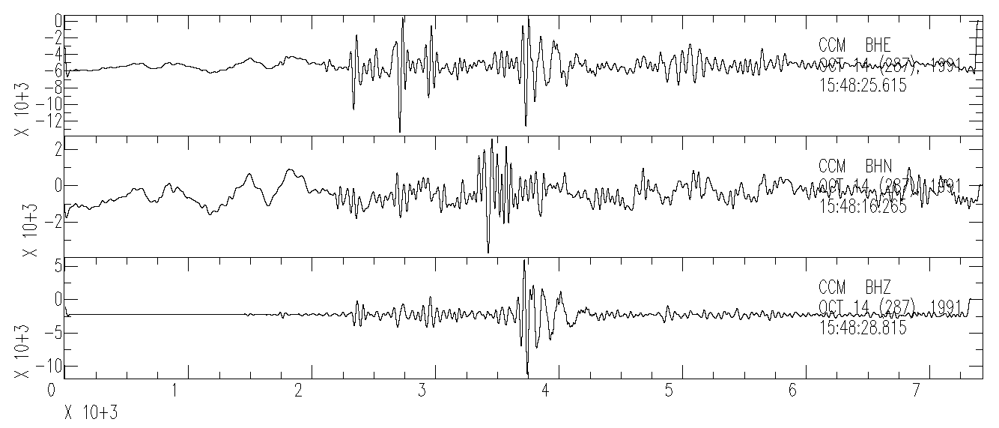 0
-2
-4
-6
-8
-10
-12
X 10+3
CCM BHE
OCT 14 (287), 1991
15:48:25.615
2
0
-2
X 10+3
CCM BHN
OCT 14 (287), 1991
15:48:16.265
5
0
-5
-10
X 10+3
CCM BHZ
OCT 14 (287), 1991
15:48:28.815
0 1 2 3 4 5 6 7
X 10+3